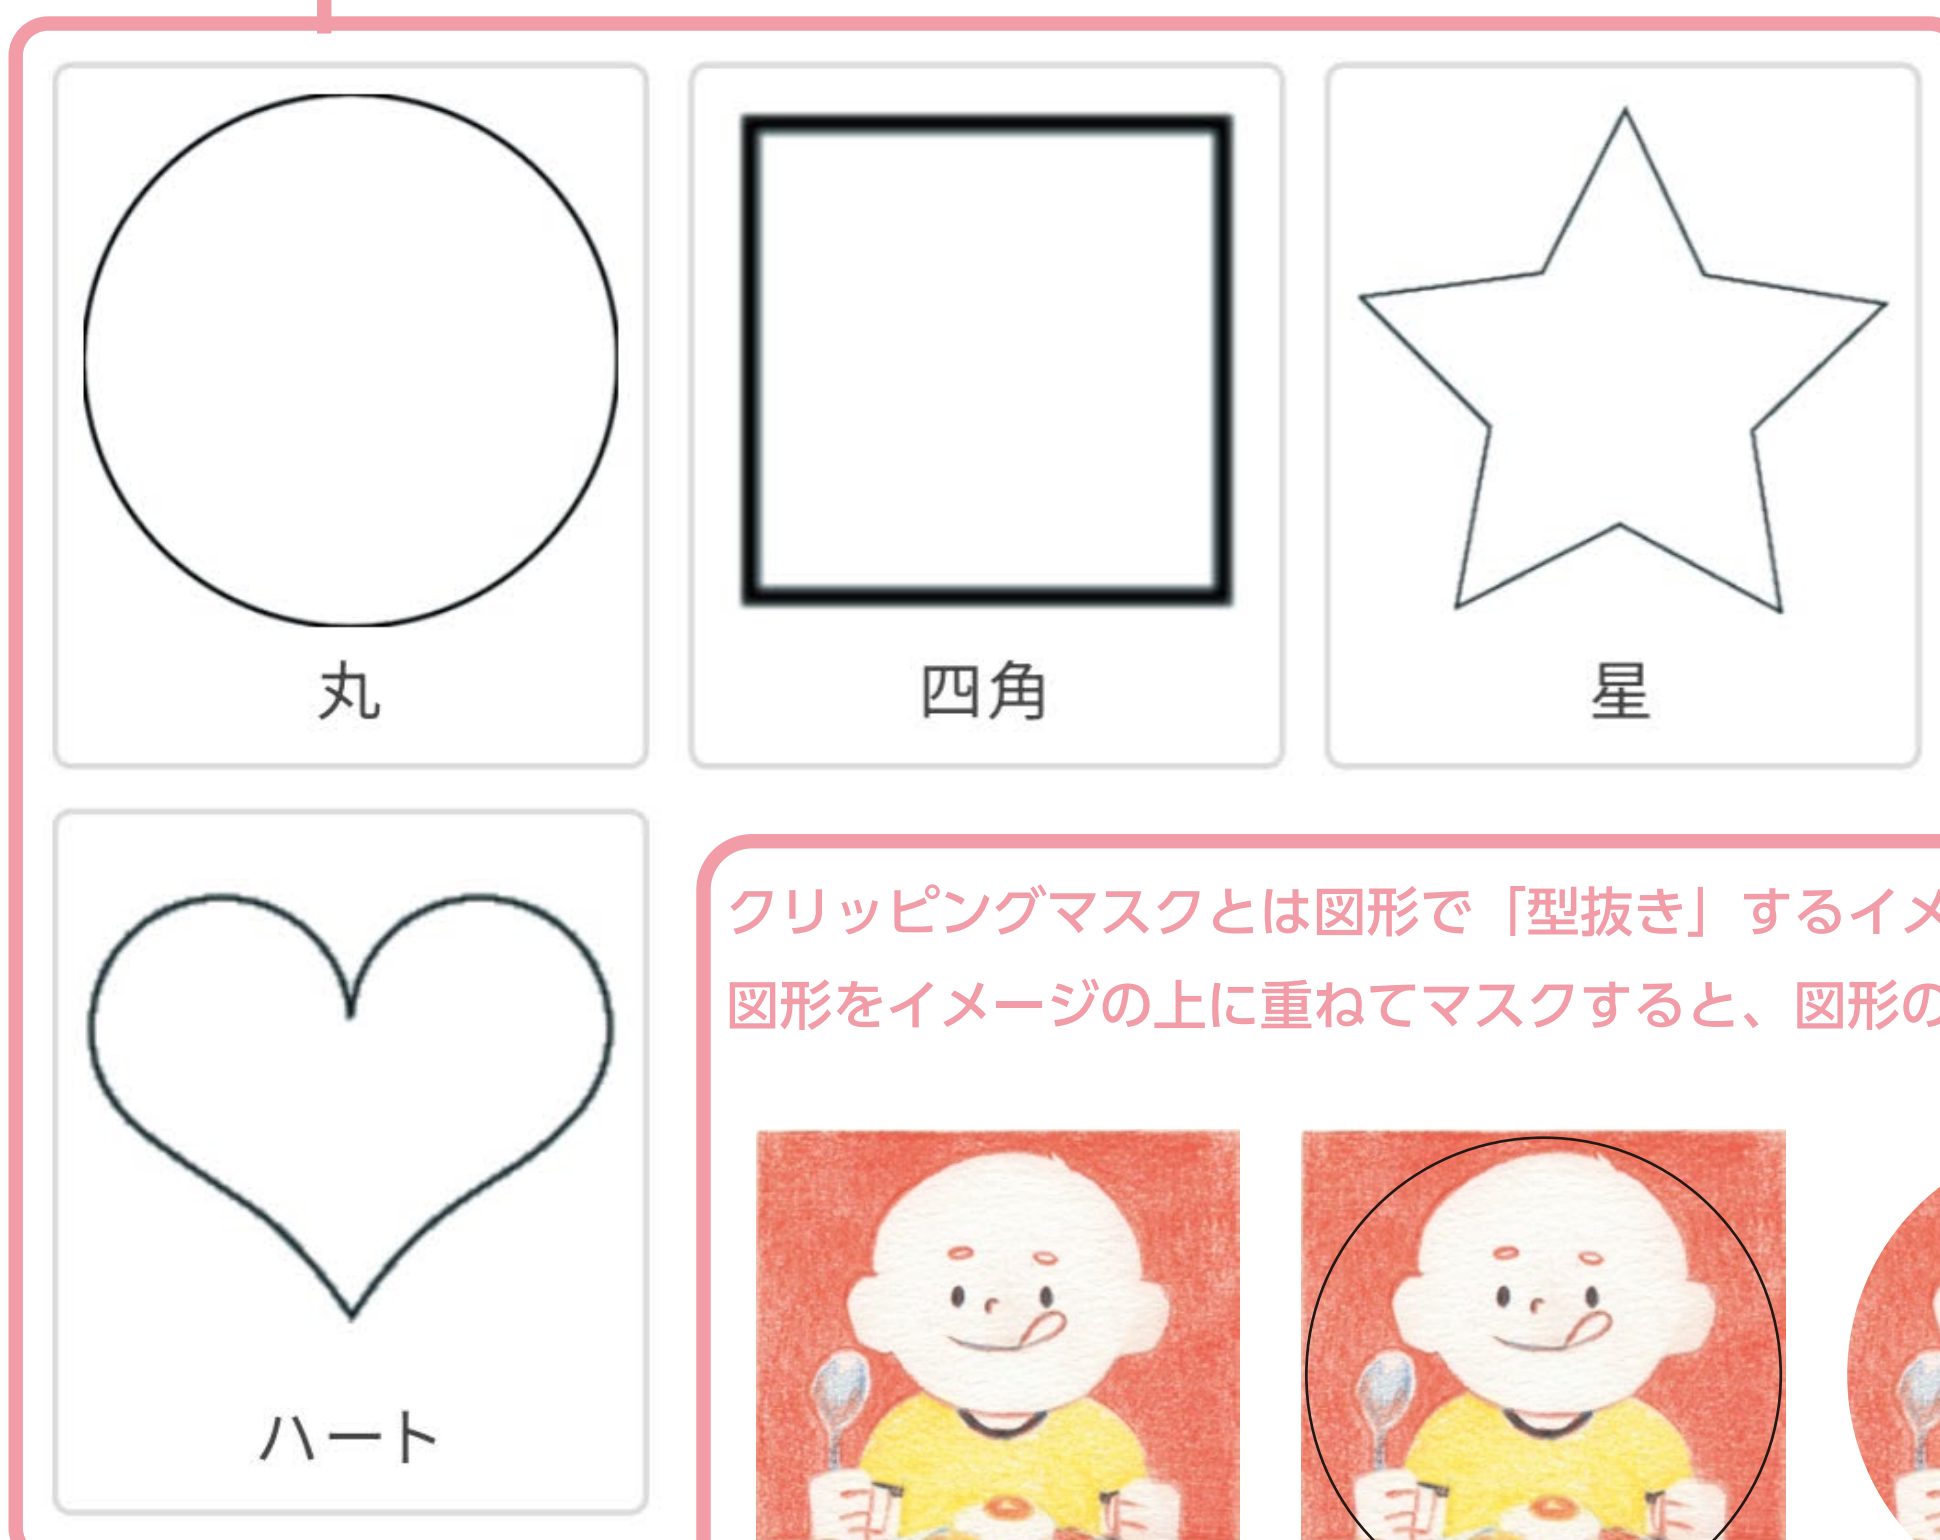 丸
四角
星
ハート
クリッピングマスクとは図形で「型抜き」するイメ
図形をイメージの上に重ねてマスクすると、図形の